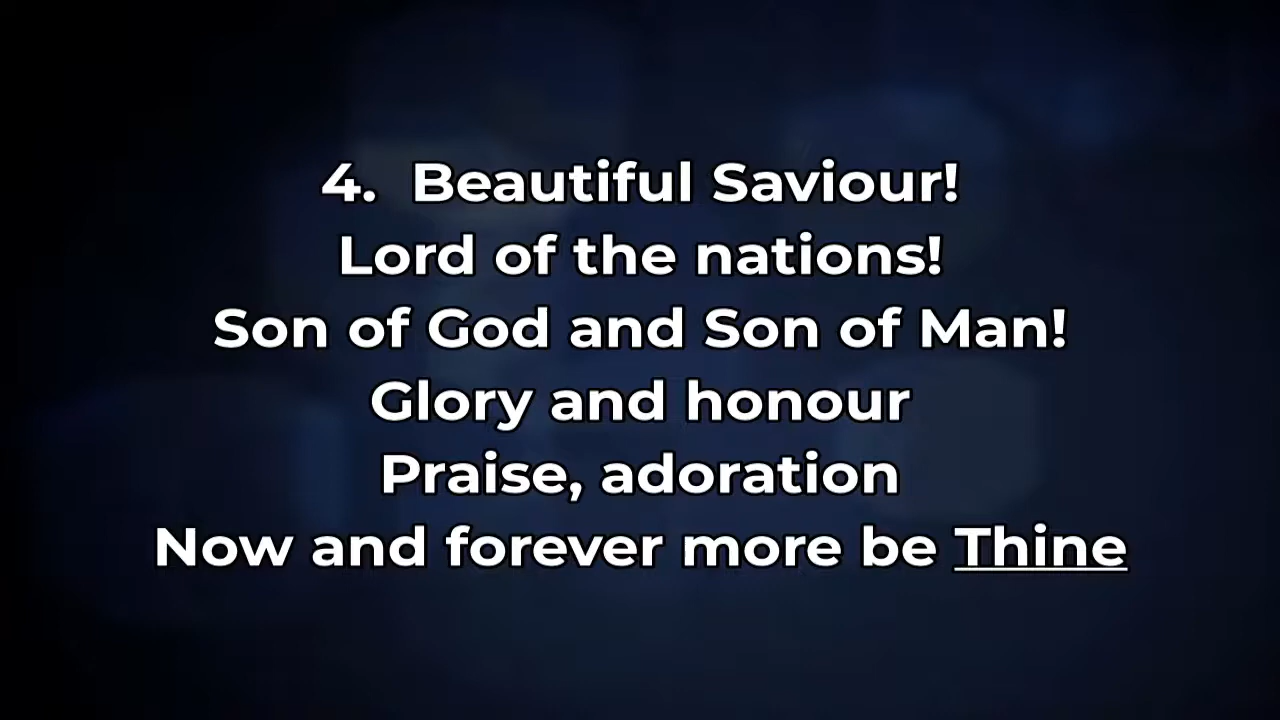 4.  Beautiful Saviour!
Lord of the nations!
Son of God and Son of Man!
Glory and honour
Praise, adoration
Now and forever more be Thine